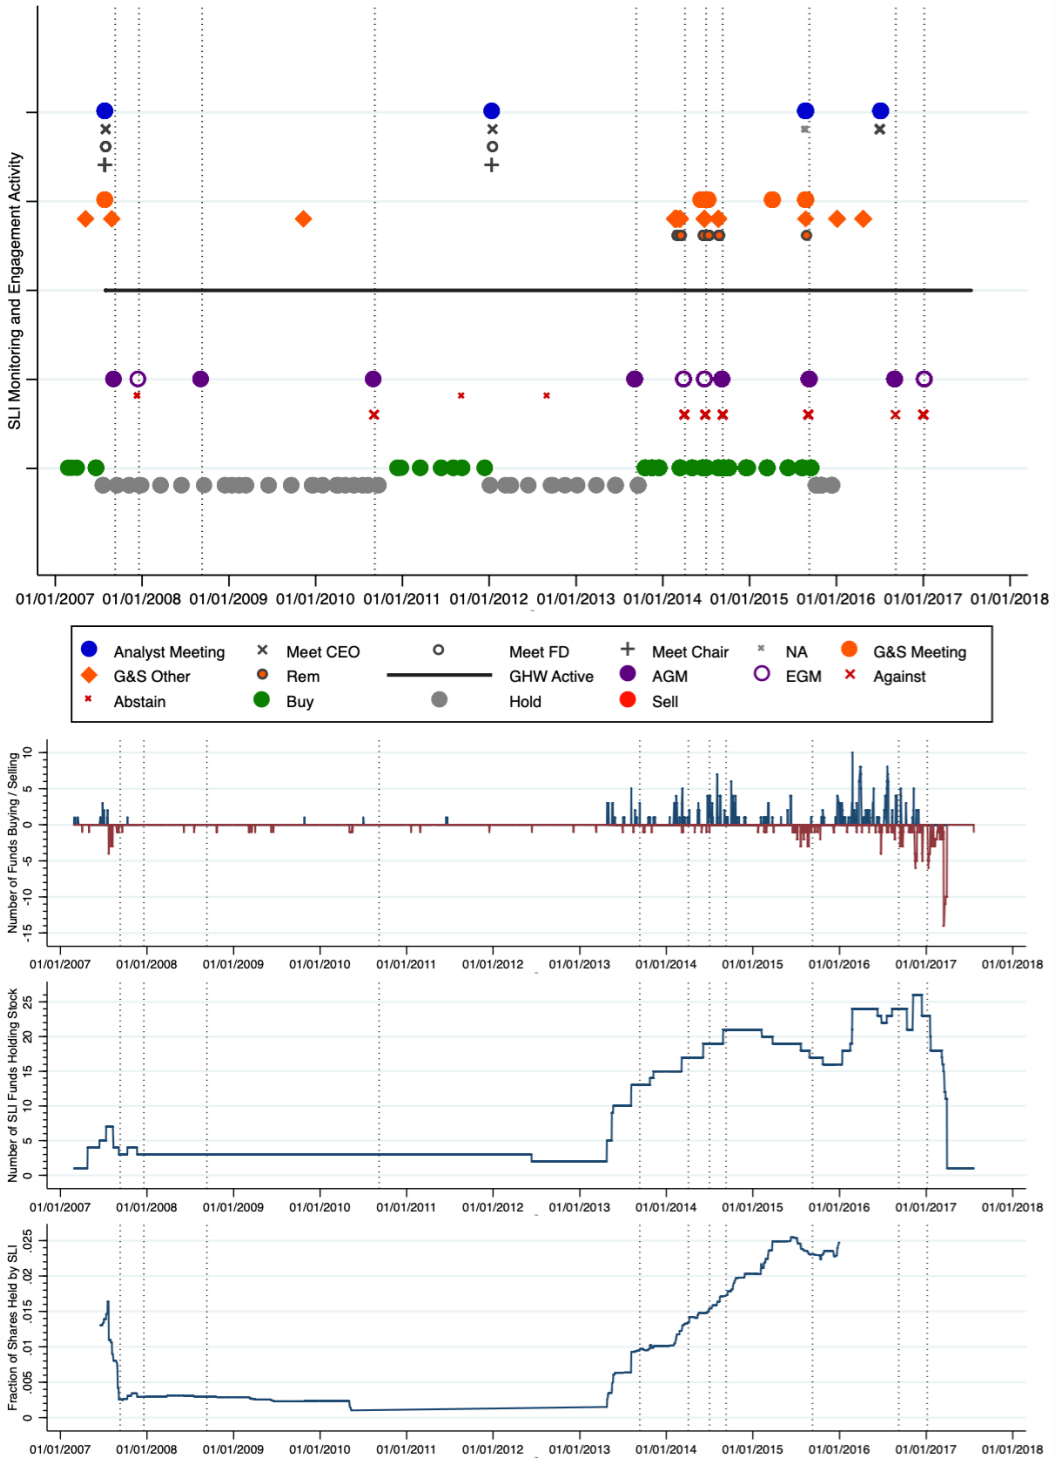 SLI Monitoring and Engagement Activity
01/01/2007 01/01/2008 01/01/2009 01/01/2010 01/01/2011 01/01/2012 01/01/2013 01/01/2014 01/01/2015 01/01/2016 01/01/2017 01/01/2018
Analyst Meeting Meet CEO Meet FD Meet Chair NA G&S Meeting
G&S Other Rem GHW Active AGM EGM Against
Abstain Buy Hold Sell
Number of Funds Buying / Selling
10
5
0
-5
-10
-15
01/01/2007 01/01/2008 01/01/2009 01/01/2010 01/01/2011 01/01/2012 01/01/2013 01/01/2014 01/01/2015 01/01/2016 01/01/2017 01/01/2018
Number of SLI Funds Holding Stock
25
20
15
10
5
0
01/01/2007 01/01/2008 01/01/2009 01/01/2010 01/01/2011 01/01/2012 01/01/2013 01/01/2014 01/01/2015 01/01/2016 01/01/2017 01/01/2018
Fraction of Shares Held by SLI
.025
.02
.015
.01
.005
0
01/01/2007 01/01/2008 01/01/2009 01/01/2010 01/01/2011 01/01/2012 01/01/2013 01/01/2014 01/01/2015 01/01/2016 01/01/2017 01/01/2018